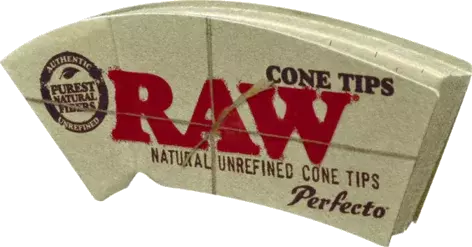 AUTHENTIC
PUREST
NATURAL
FIBERS
UNREFINED
CONE TIPS
RAW
NATURAL UNREFINED CONE TIPS
Perfecto